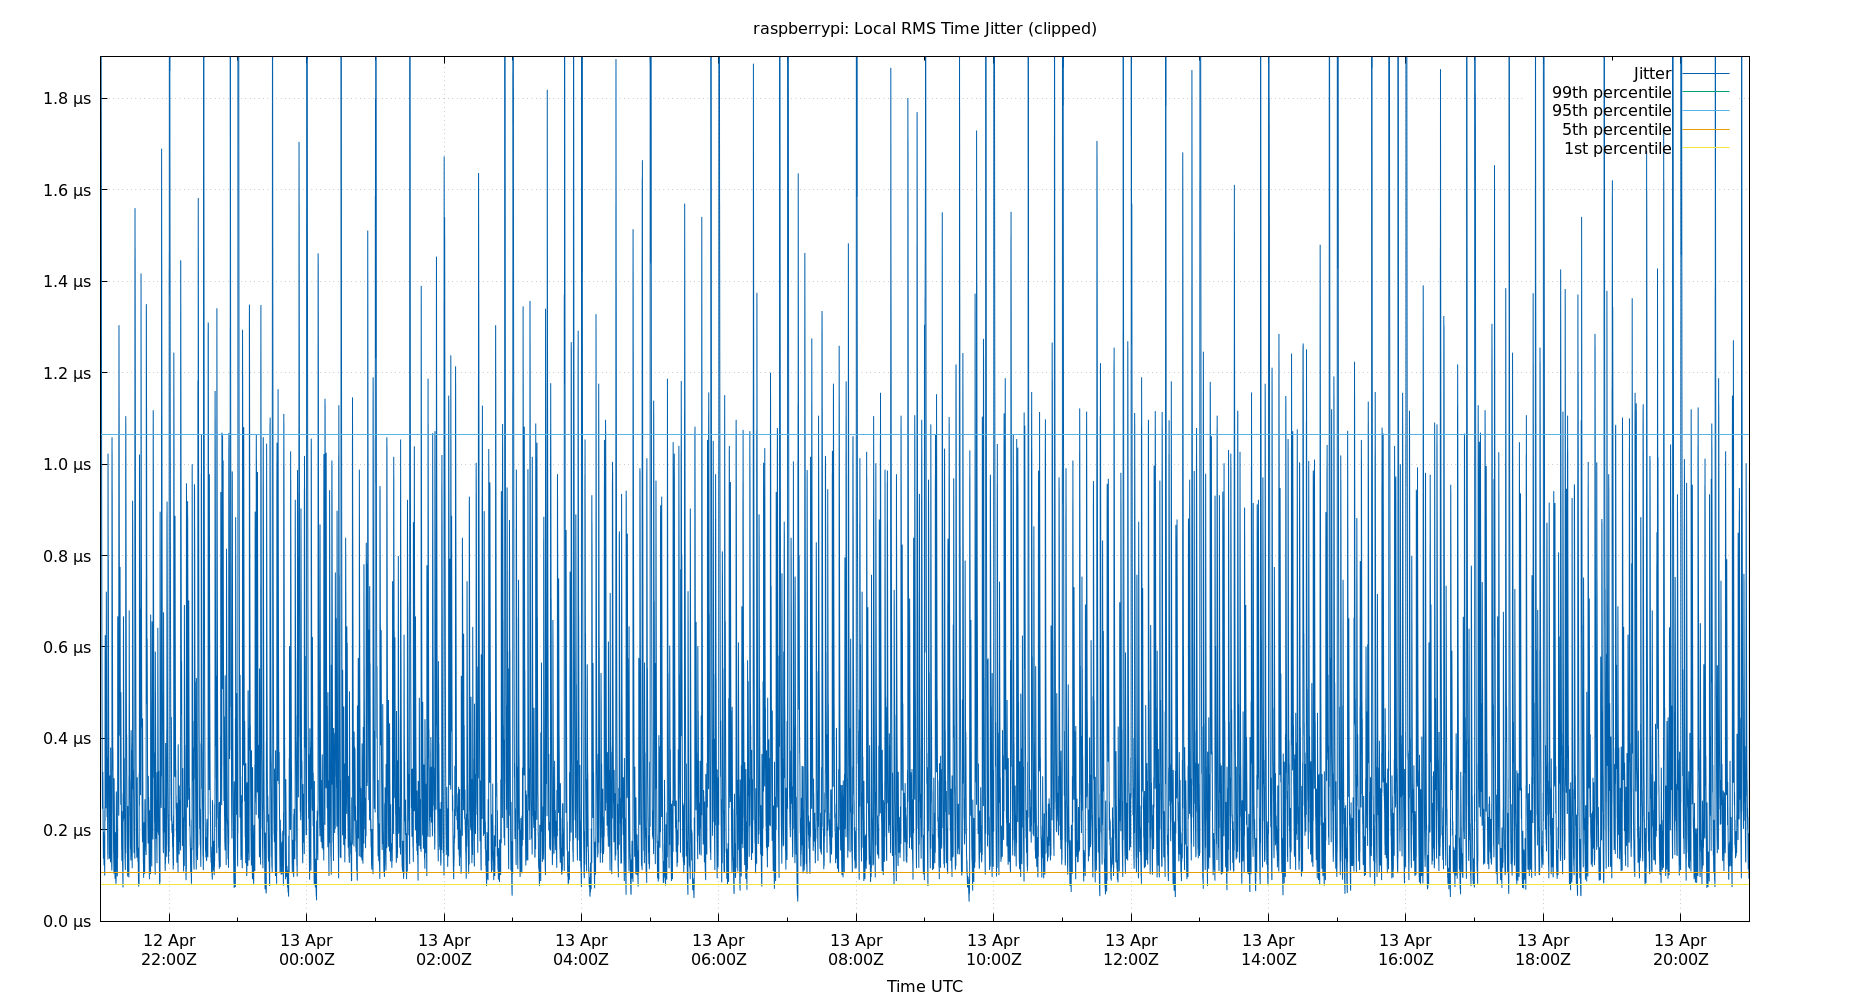 raspberrypi: Local RMS Time Jitter (clipped)
Jitter
99th percentile
95th percentile
5th percentile
1st percentile
1.8 µs
1.6 µs
1.4 µs
1.2 µs
1.0 µs
0.8 µs
0.6 µs
0.4 µs
0.2 µs
0.0 µs
12 Apr 13 Apr 13 Apr 13 Apr 13 Apr 13 Apr 13 Apr 13 Apr 13 Apr 13 Apr 13 Apr 13 Apr
22:00Z 00:00Z 02:00Z 04:00Z 06:00Z 08:00Z 10:00Z 12:00Z 14:00Z 16:00Z 18:00Z 20:00Z
Time UTC